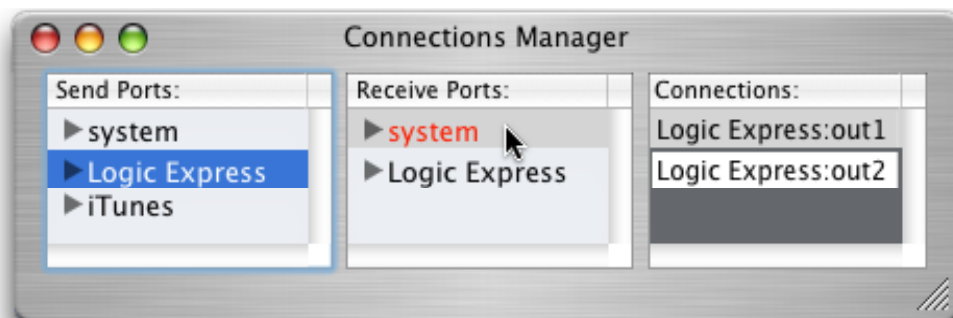 Connections Manager
Send Ports:
system
Logic Express
iTunes
Receive Ports:
system
Logic Express
Connections:
Logic Express:out1
Logic Express:out2